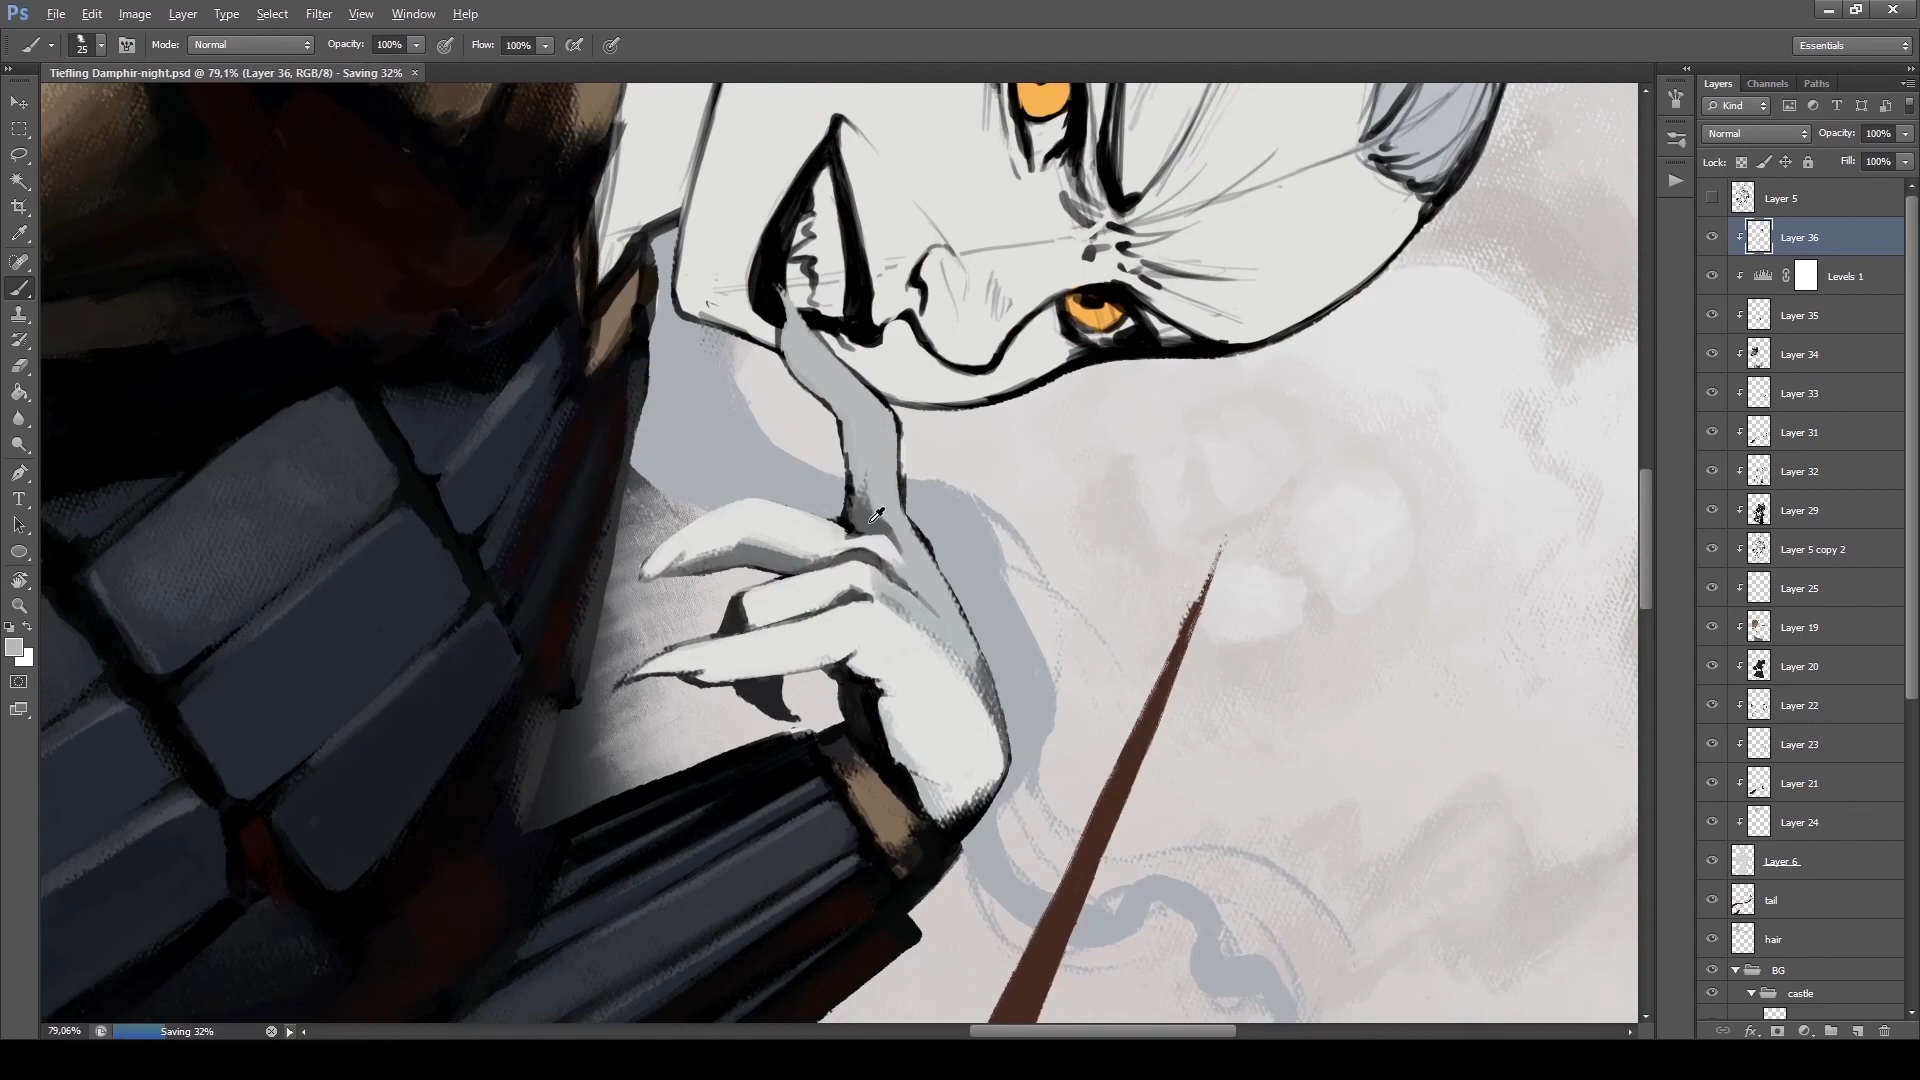 Ps File Edit Image Layer Type Select Filter View Window Help
25 Mode: Normal Opacity: 100% Flow: 100% Essentials
Tiefling Damphir-night.psd @ 79,1% (Layer 36, RGB/8) - Saving 32% ×
Layers Channels Paths
Kind
Normal Opacity: 100%
Lock: Fill: 100%
Layer 5
Layer 36
Levels 1
Layer 35
Layer 34
Layer 33
Layer 31
Layer 32
Layer 29
Layer 5 copy 2
Layer 25
Layer 19
Layer 20
Layer 22
Layer 23
Layer 21
Layer 24
Layer 6
tail
hair
BG
castle
79,06% Saving 32%